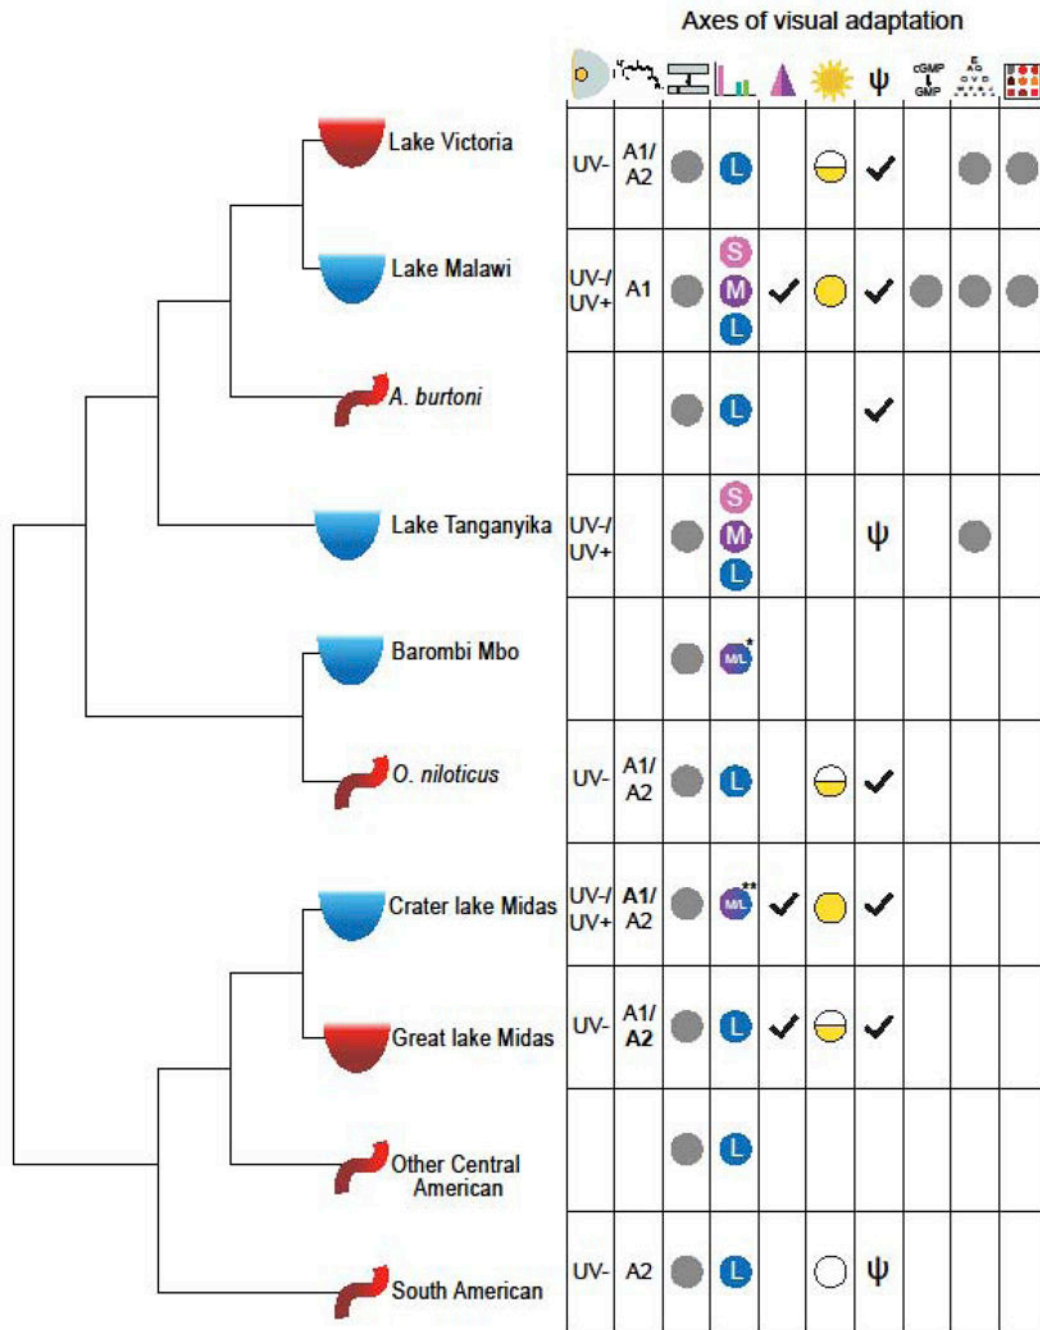 Axes of visual adaptation
ψ
cGMP
GMP
E
Lake Victoria
UV-
A1/
A2
L
Lake Malawi
UV-/
UV+
A1
S
M
L
A. burtoni
L
Lake Tanganyika
UV-/
UV+
S
M
L
ψ
Barombi Mbo
M/L*
O. niloticus
UV-
A1/
A2
L
Crater lake Midas
UV-/
UV+
A1/
A2
M/L**
Great lake Midas
UV-
A1/
A2
L
Other Central
American
L
South American
UV-
A2
L
ψ